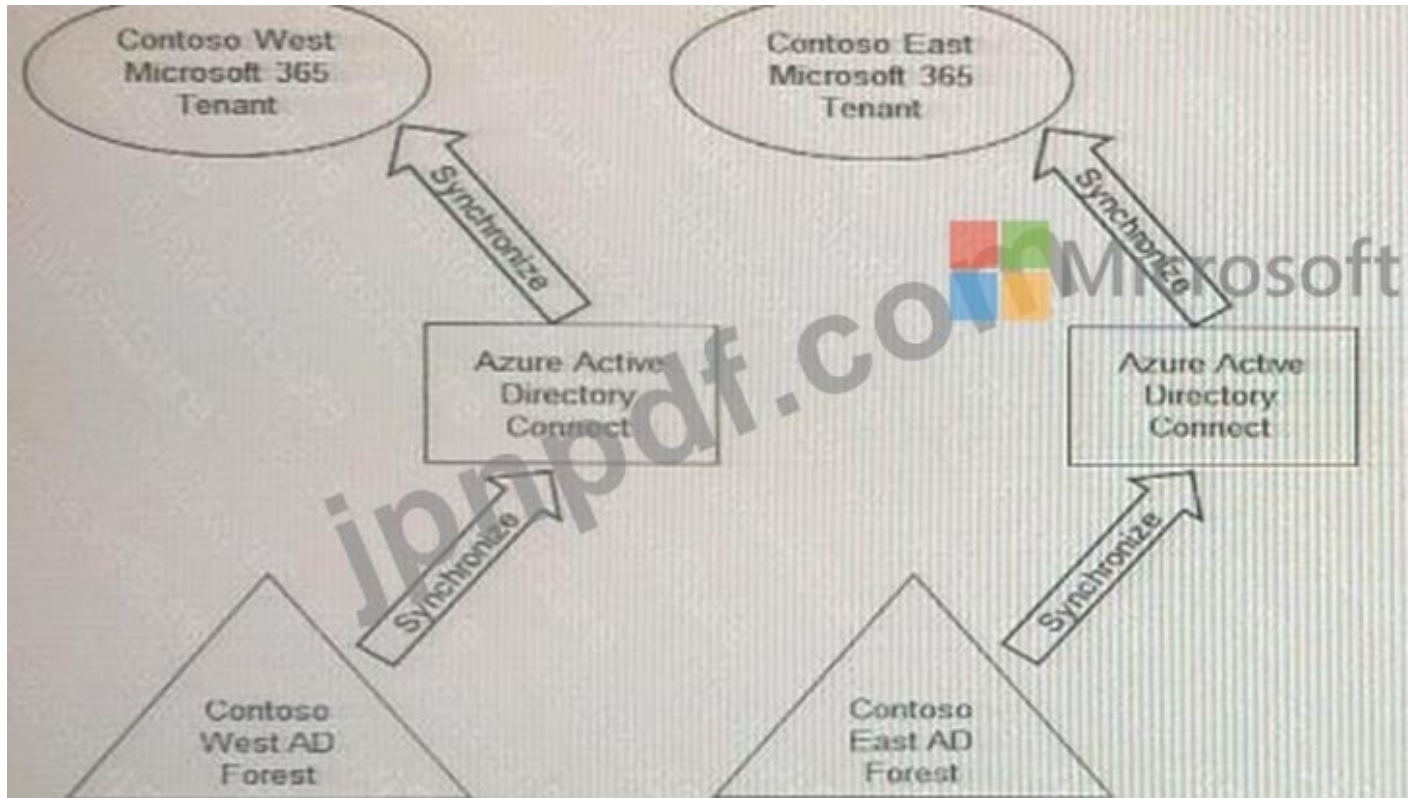 Contoso West
Microsoft 365
Tenant
Contoso East
Microsoft 365
Tenant
Synchronize
Synchronize
Microsoft
Azure Active
Directory
Connect
Azure Active
Directory
Connect
jpnpdf.com
Synchronize
Synchronize
Contoso
West AD
Forest
Contoso
East AD
Forest